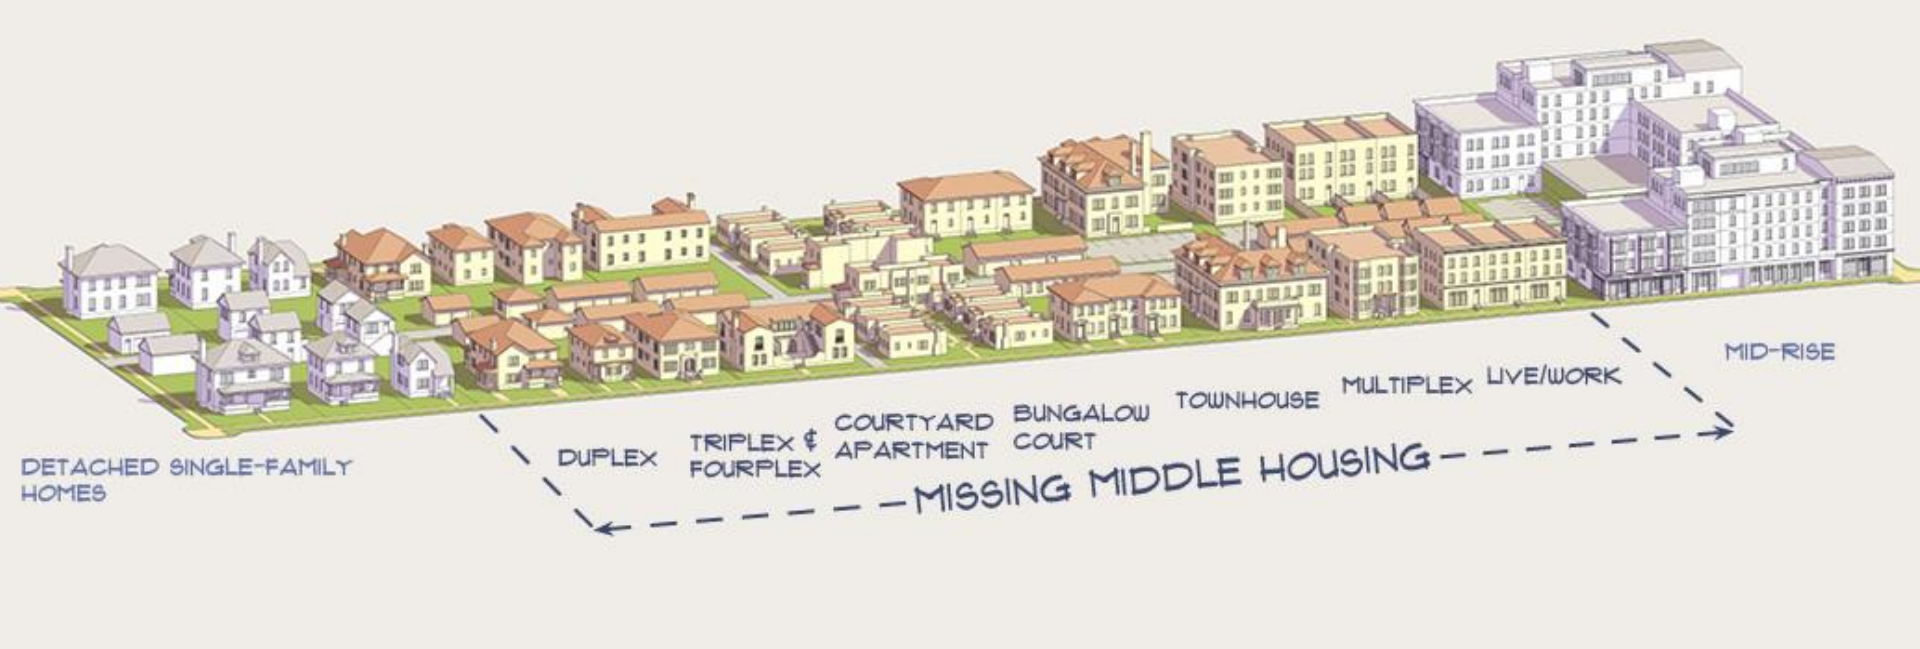 DETACHED SINGLE-FAMILY
HOMES
DUPLEX
TRIPLEX &
FOURPLEX
COURTYARD
APARTMENT
BUNGALOW
COURT
TOWNHOUSE
MULTIPLEX
LIVE/WORK
MID-RISE
MISSING MIDDLE HOUSING